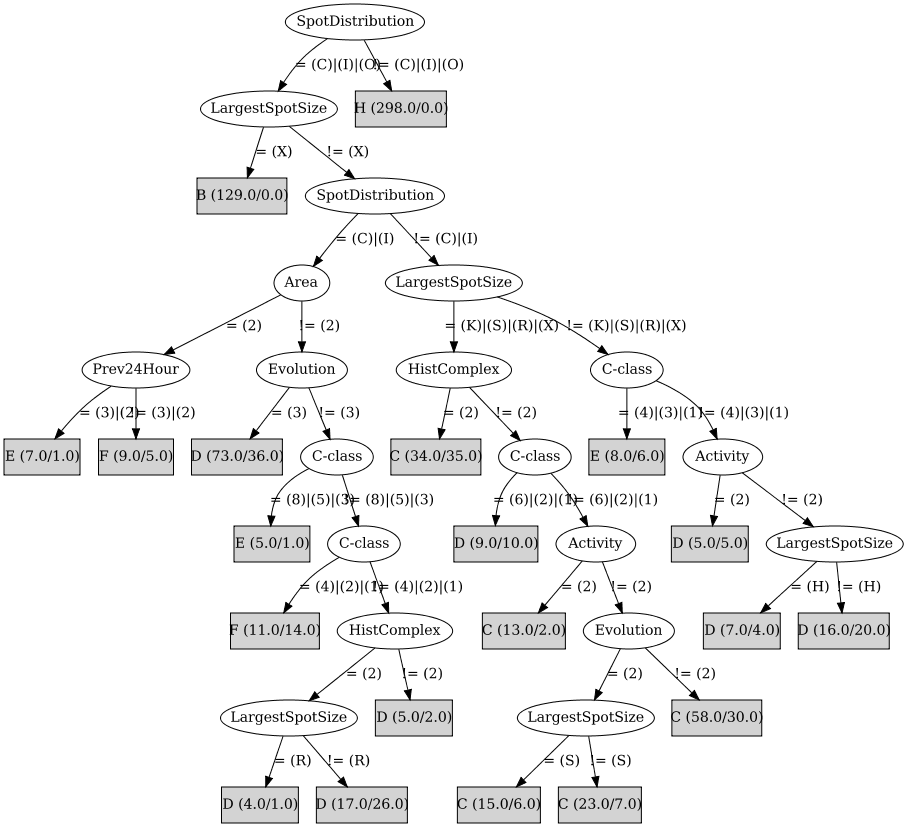 SpotDistribution
= (C)|(I)|(O)
!= (C)|(I)|(O)
LargestSpotSize
H (298.0/0.0)
= (X)
!= (X)
B (129.0/0.0)
SpotDistribution
= (C)|(I)
!= (C)|(I)
Area
LargestSpotSize
= (2)
!= (2)
= (K)|(S)|(R)|(X)
!= (K)|(S)|(R)|(X)
Prev24Hour
Evolution
HistComplex
C-class
= (3)|(2)
!= (3)|(2)
= (3)
!= (3)
= (2)
!= (2)
= (4)|(3)|(1)
!= (4)|(3)|(1)
E (7.0/1.0)
F (9.0/5.0)
D (73.0/36.0)
C-class
C (34.0/35.0)
C-class
E (8.0/6.0)
Activity
= (8)|(5)|(3)
!= (8)|(5)|(3)
= (6)|(2)|(1)
!= (6)|(2)|(1)
= (2)
!= (2)
E (5.0/1.0)
C-class
D (9.0/10.0)
Activity
D (5.0/5.0)
LargestSpotSize
= (4)|(2)|(1)
!= (4)|(2)|(1)
= (2)
!= (2)
= (H)
!= (H)
F (11.0/14.0)
HistComplex
C (13.0/2.0)
Evolution
D (7.0/4.0)
D (16.0/20.0)
= (2)
!= (2)
= (2)
!= (2)
LargestSpotSize
D (5.0/2.0)
LargestSpotSize
C (58.0/30.0)
= (R)
!= (R)
= (S)
!= (S)
D (4.0/1.0)
D (17.0/26.0)
C (15.0/6.0)
C (23.0/7.0)